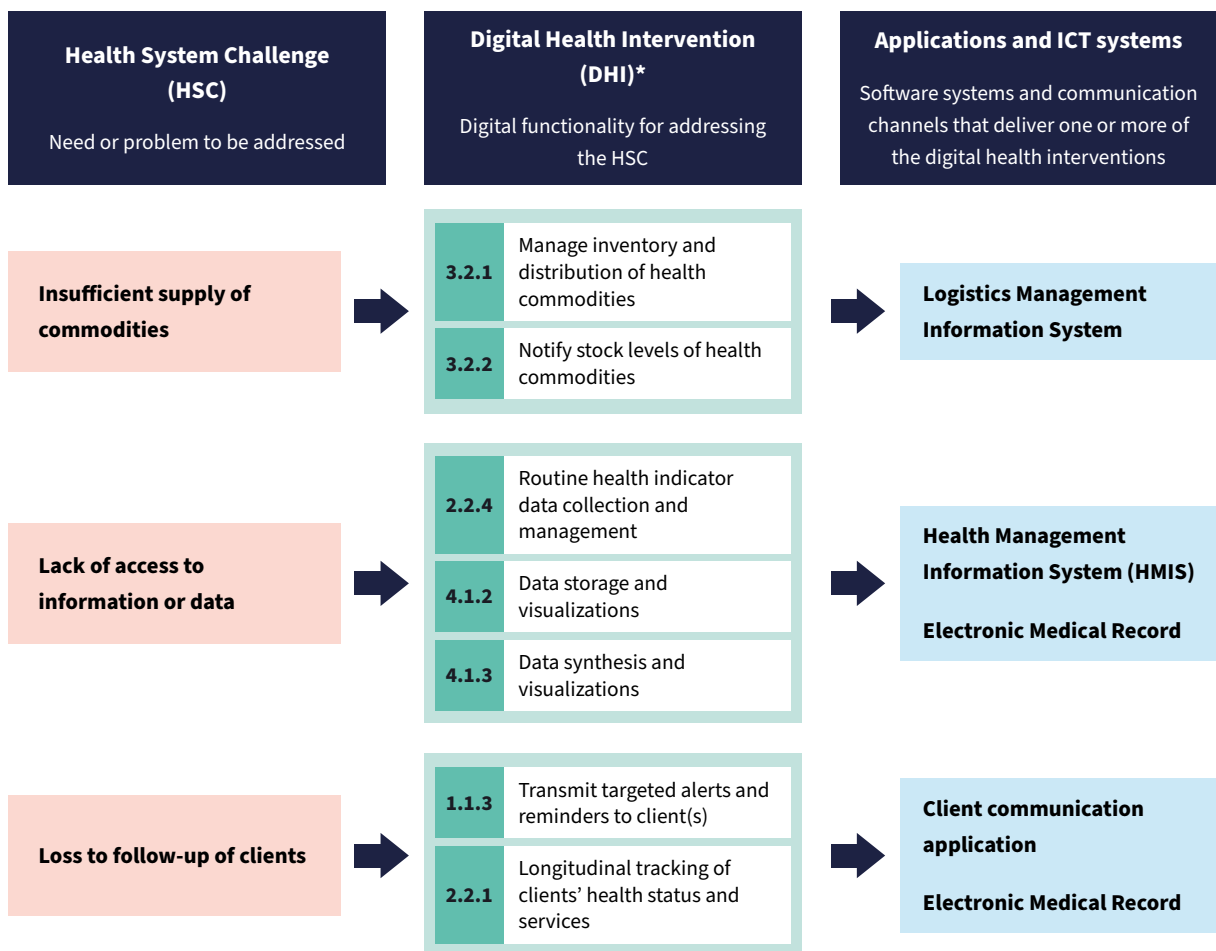 Health System Challenge
(HSC)
Need or problem to be addressed
Digital Health Intervention
(DHI)*
Digital functionality for addressing
the HSC
Applications and ICT systems
Software systems and communication
channels that deliver one or more of
the digital health interventions
Insufficient supply of
commodities
3.2.1
Manage inventory and
distribution of health
commodities
3.2.2
Notify stock levels of health
commodities
Logistics Management
Information System
Lack of access to
information or data
2.2.4
Routine health indicator
data collection and
management
4.1.2
Data storage and
visualizations
4.1.3
Data synthesis and
visualizations
Health Management
Information System (HMIS)
Electronic Medical Record
Loss to follow-up of clients
1.1.3
Transmit targeted alerts and
reminders to client(s)
2.2.1
Longitudinal tracking of
clients’ health status and
services
Client communication
application
Electronic Medical Record